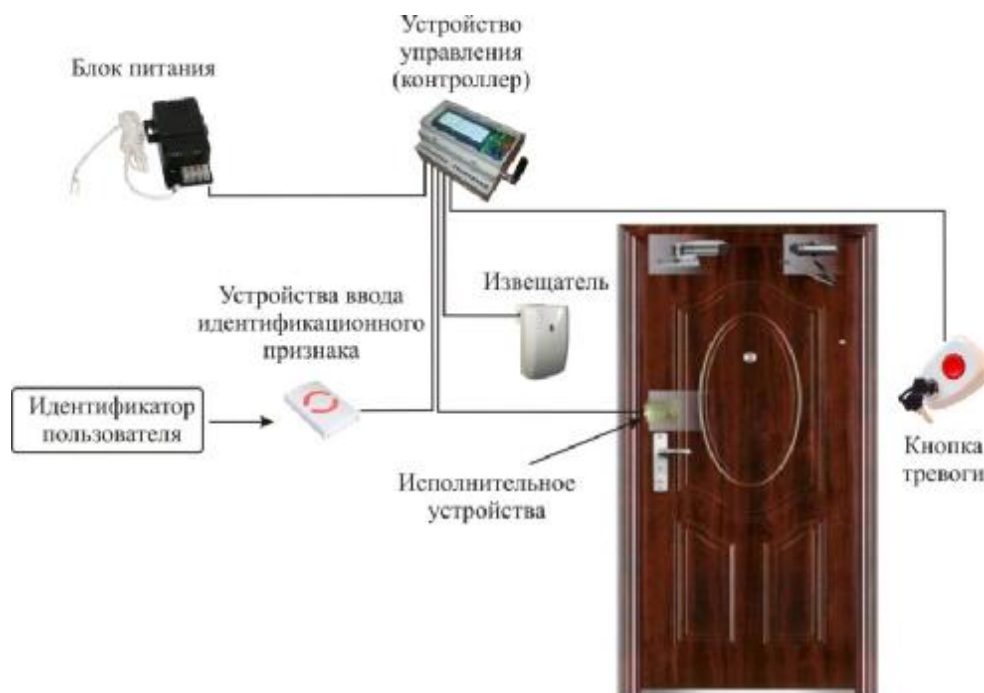 Устройство
управления
(контроллер)
Блок питания
Извещатель
Устройства ввода
идентификационного
признака
Идентификатор
пользователя
Исполнительное
устройства
Кнопка
тревоги